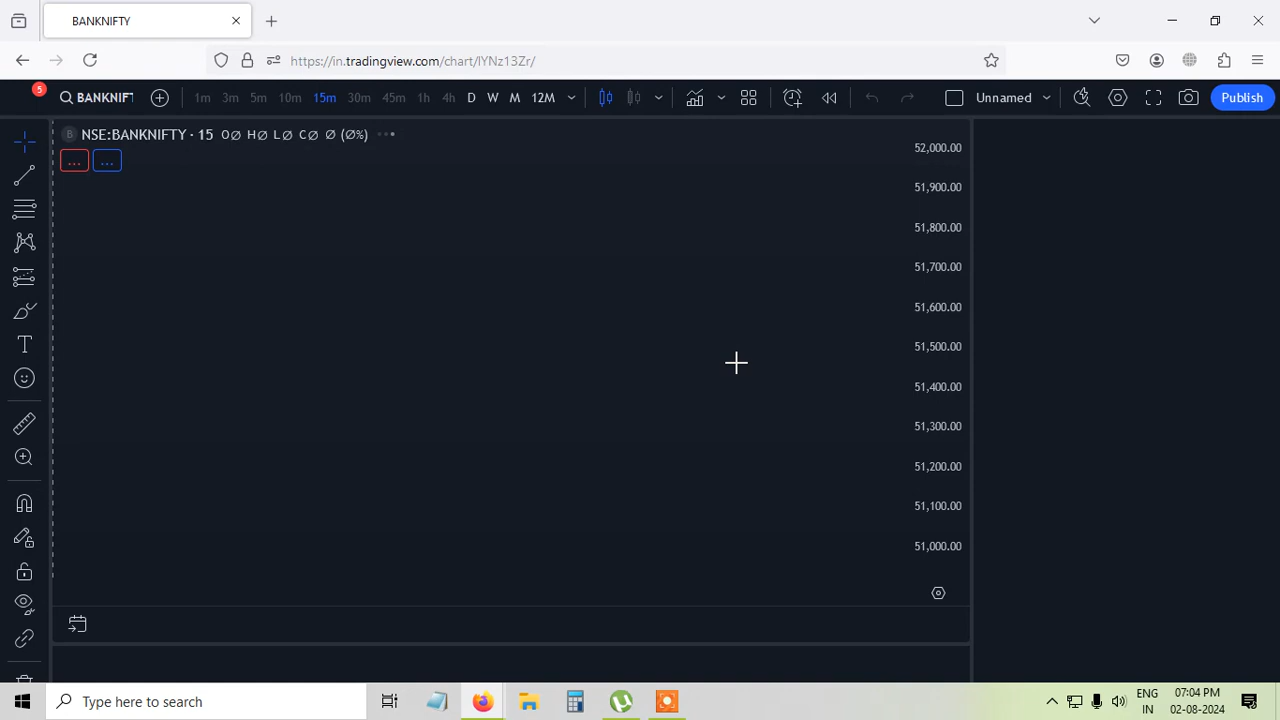 BANKNIFTY
https://in.tradingview.com/chart/lYNz13Zr/
5 BANKNIFT 1m 3m 5m 10m 15m 30m 45m 1h 4h D W M 12M Unnamed Publish
B NSE:BANKNIFTY · 15 O∅ H∅ L∅ C∅ ∅ (∅%)
... ...
52,000.00
51,900.00
51,800.00
51,700.00
51,600.00
51,500.00
51,400.00
51,300.00
51,200.00
51,100.00
51,000.00
Type here to search
ENG
IN
07:04 PM
02-08-2024